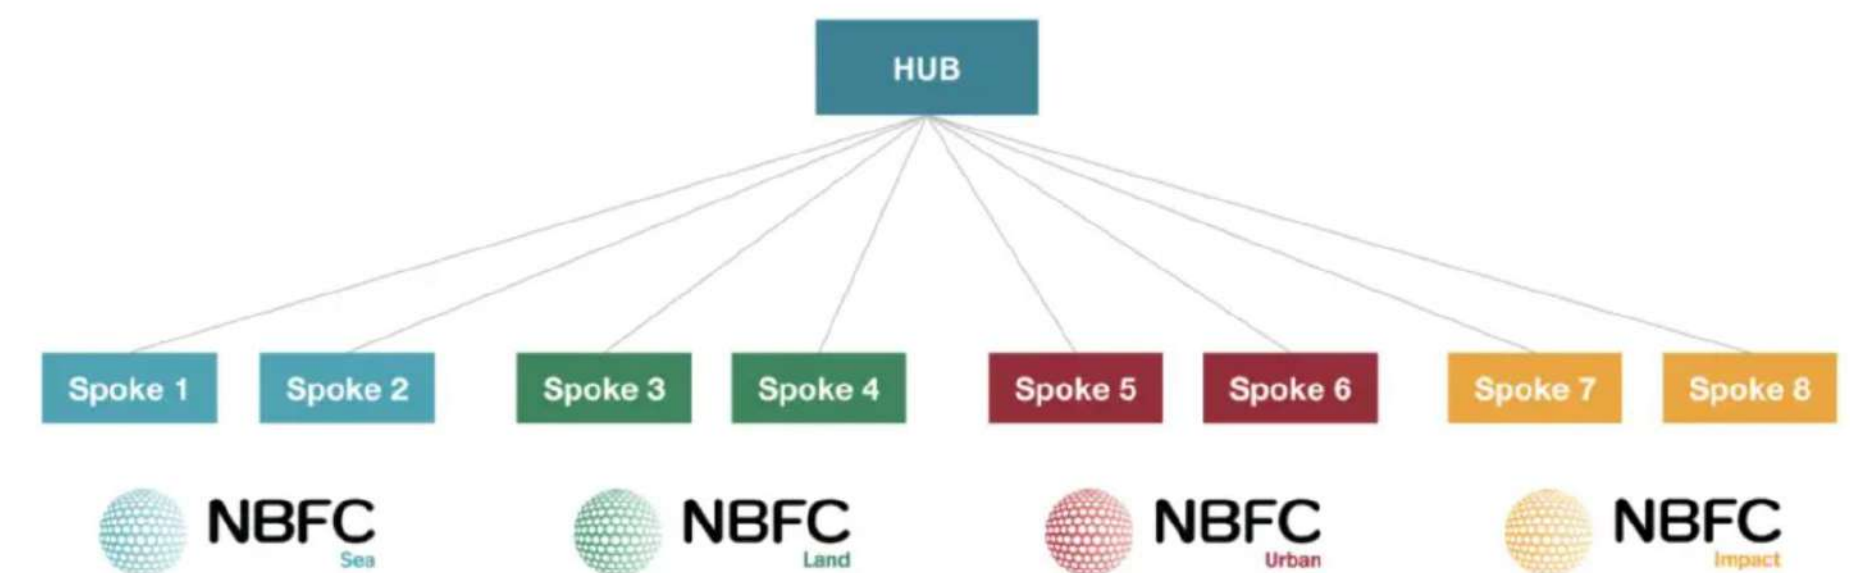 HUB
Spoke 1 Spoke 2 Spoke 3 Spoke 4 Spoke 5 Spoke 6 Spoke 7 Spoke 8
NBFC NBFC NBFC NBFC
Sea Land Urban Impact